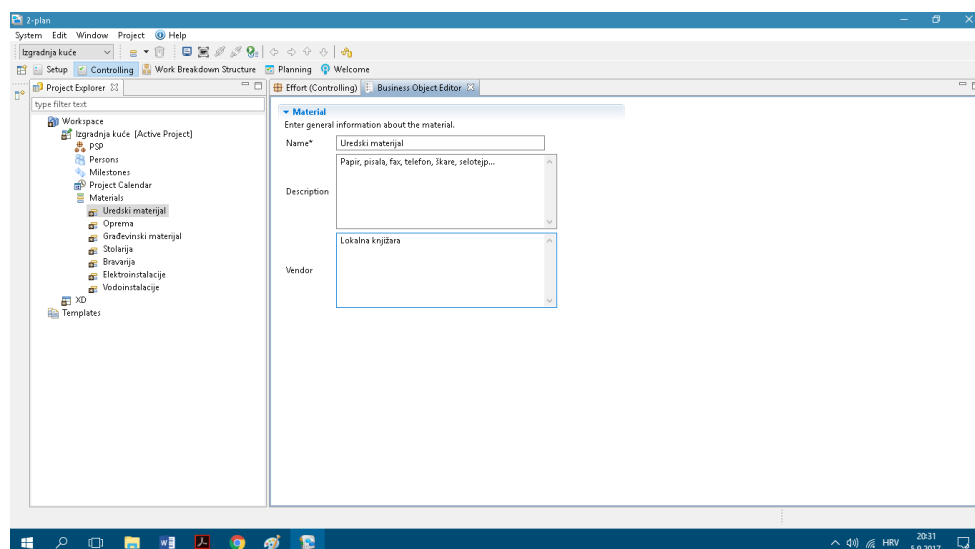 2-plan
System Edit Window Project Help
Izgradnja kuće
Setup Controlling Work Breakdown Structure Planning Welcome
Project Explorer
Effort (Controlling) Business Object Editor
type filter text
Workspace
Izgradnja kuće [Active Project]
PSP
Persons
Milestones
Project Calendar
Materials
Uredski materijal
Oprema
Građevinski materijal
Stolarija
Bravarija
Elektroinstalacije
Vodoinstalacije
XD
Templates
Material
Enter general information about the material.
Name* Uredski materijal
Description Papir, pisala, fax, telefon, škare, selotejp...
Vendor Lokalna knjižara
HRV 20:31
5.9.2017